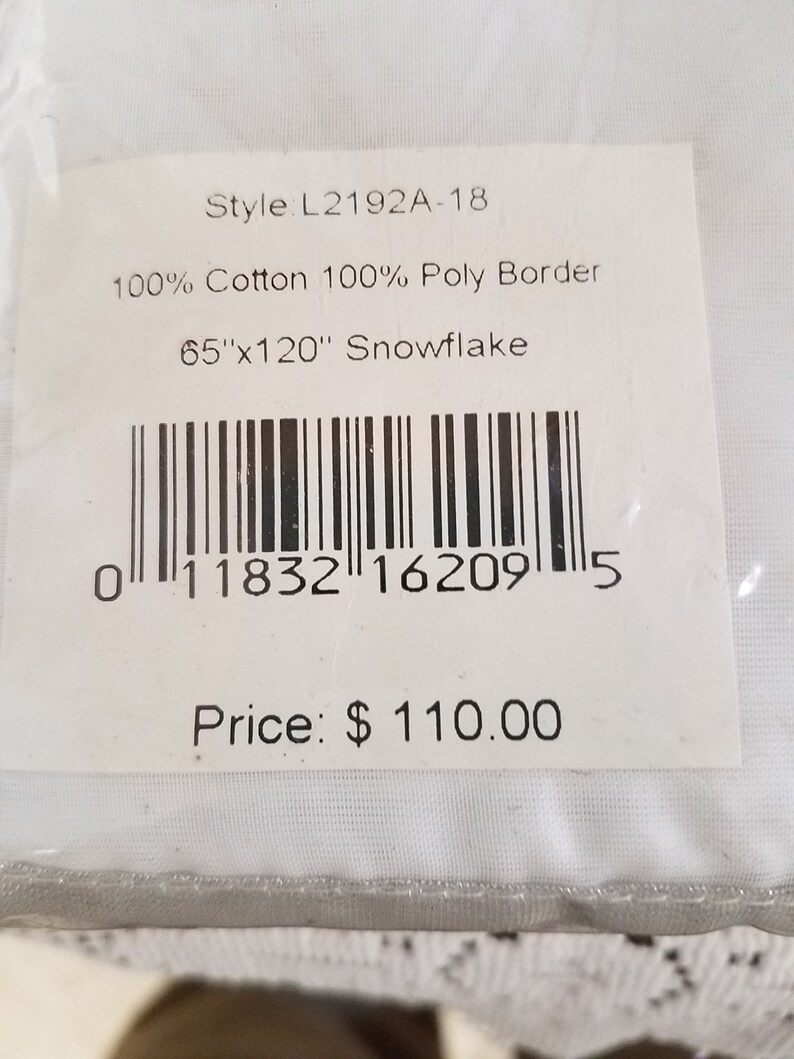 Style:L2192A-18
100% Cotton 100% Poly Border
65"x120" Snowflake
0 11832 16209 5
Price: $ 110.00